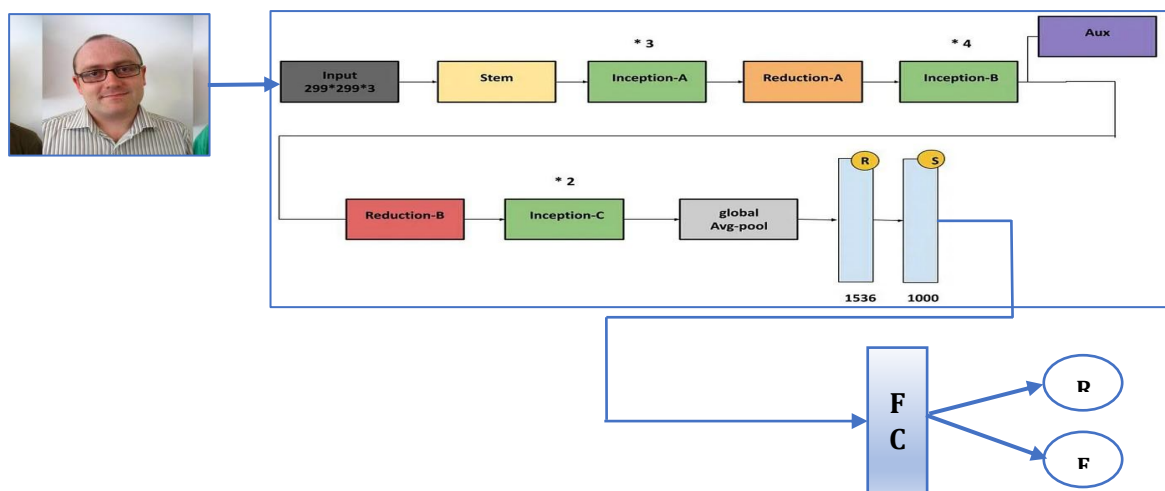 Aux
* 3
* 4
Input
299*299*3
Stem
Inception-A
Reduction-A
Inception-B
R
S
* 2
Reduction-B
Inception-C
global
Avg-pool
1536
1000
F
C